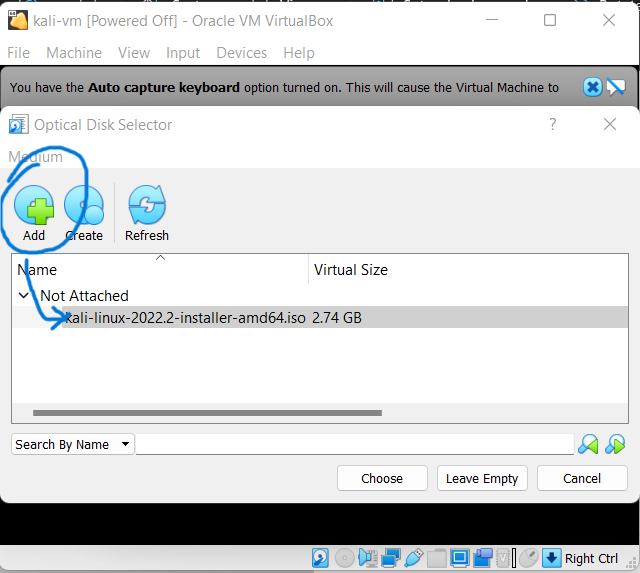 kali-vm [Powered Off] - Oracle VM VirtualBox
File Machine View Input Devices Help
You have the Auto capture keyboard option turned on. This will cause the Virtual Machine to
Optical Disk Selector
?
Medium
Add Create Refresh
Name Virtual Size
Not Attached
kali-linux-2022.2-installer-amd64.iso 2.74 GB
Search By Name
Choose Leave Empty Cancel
Right Ctrl